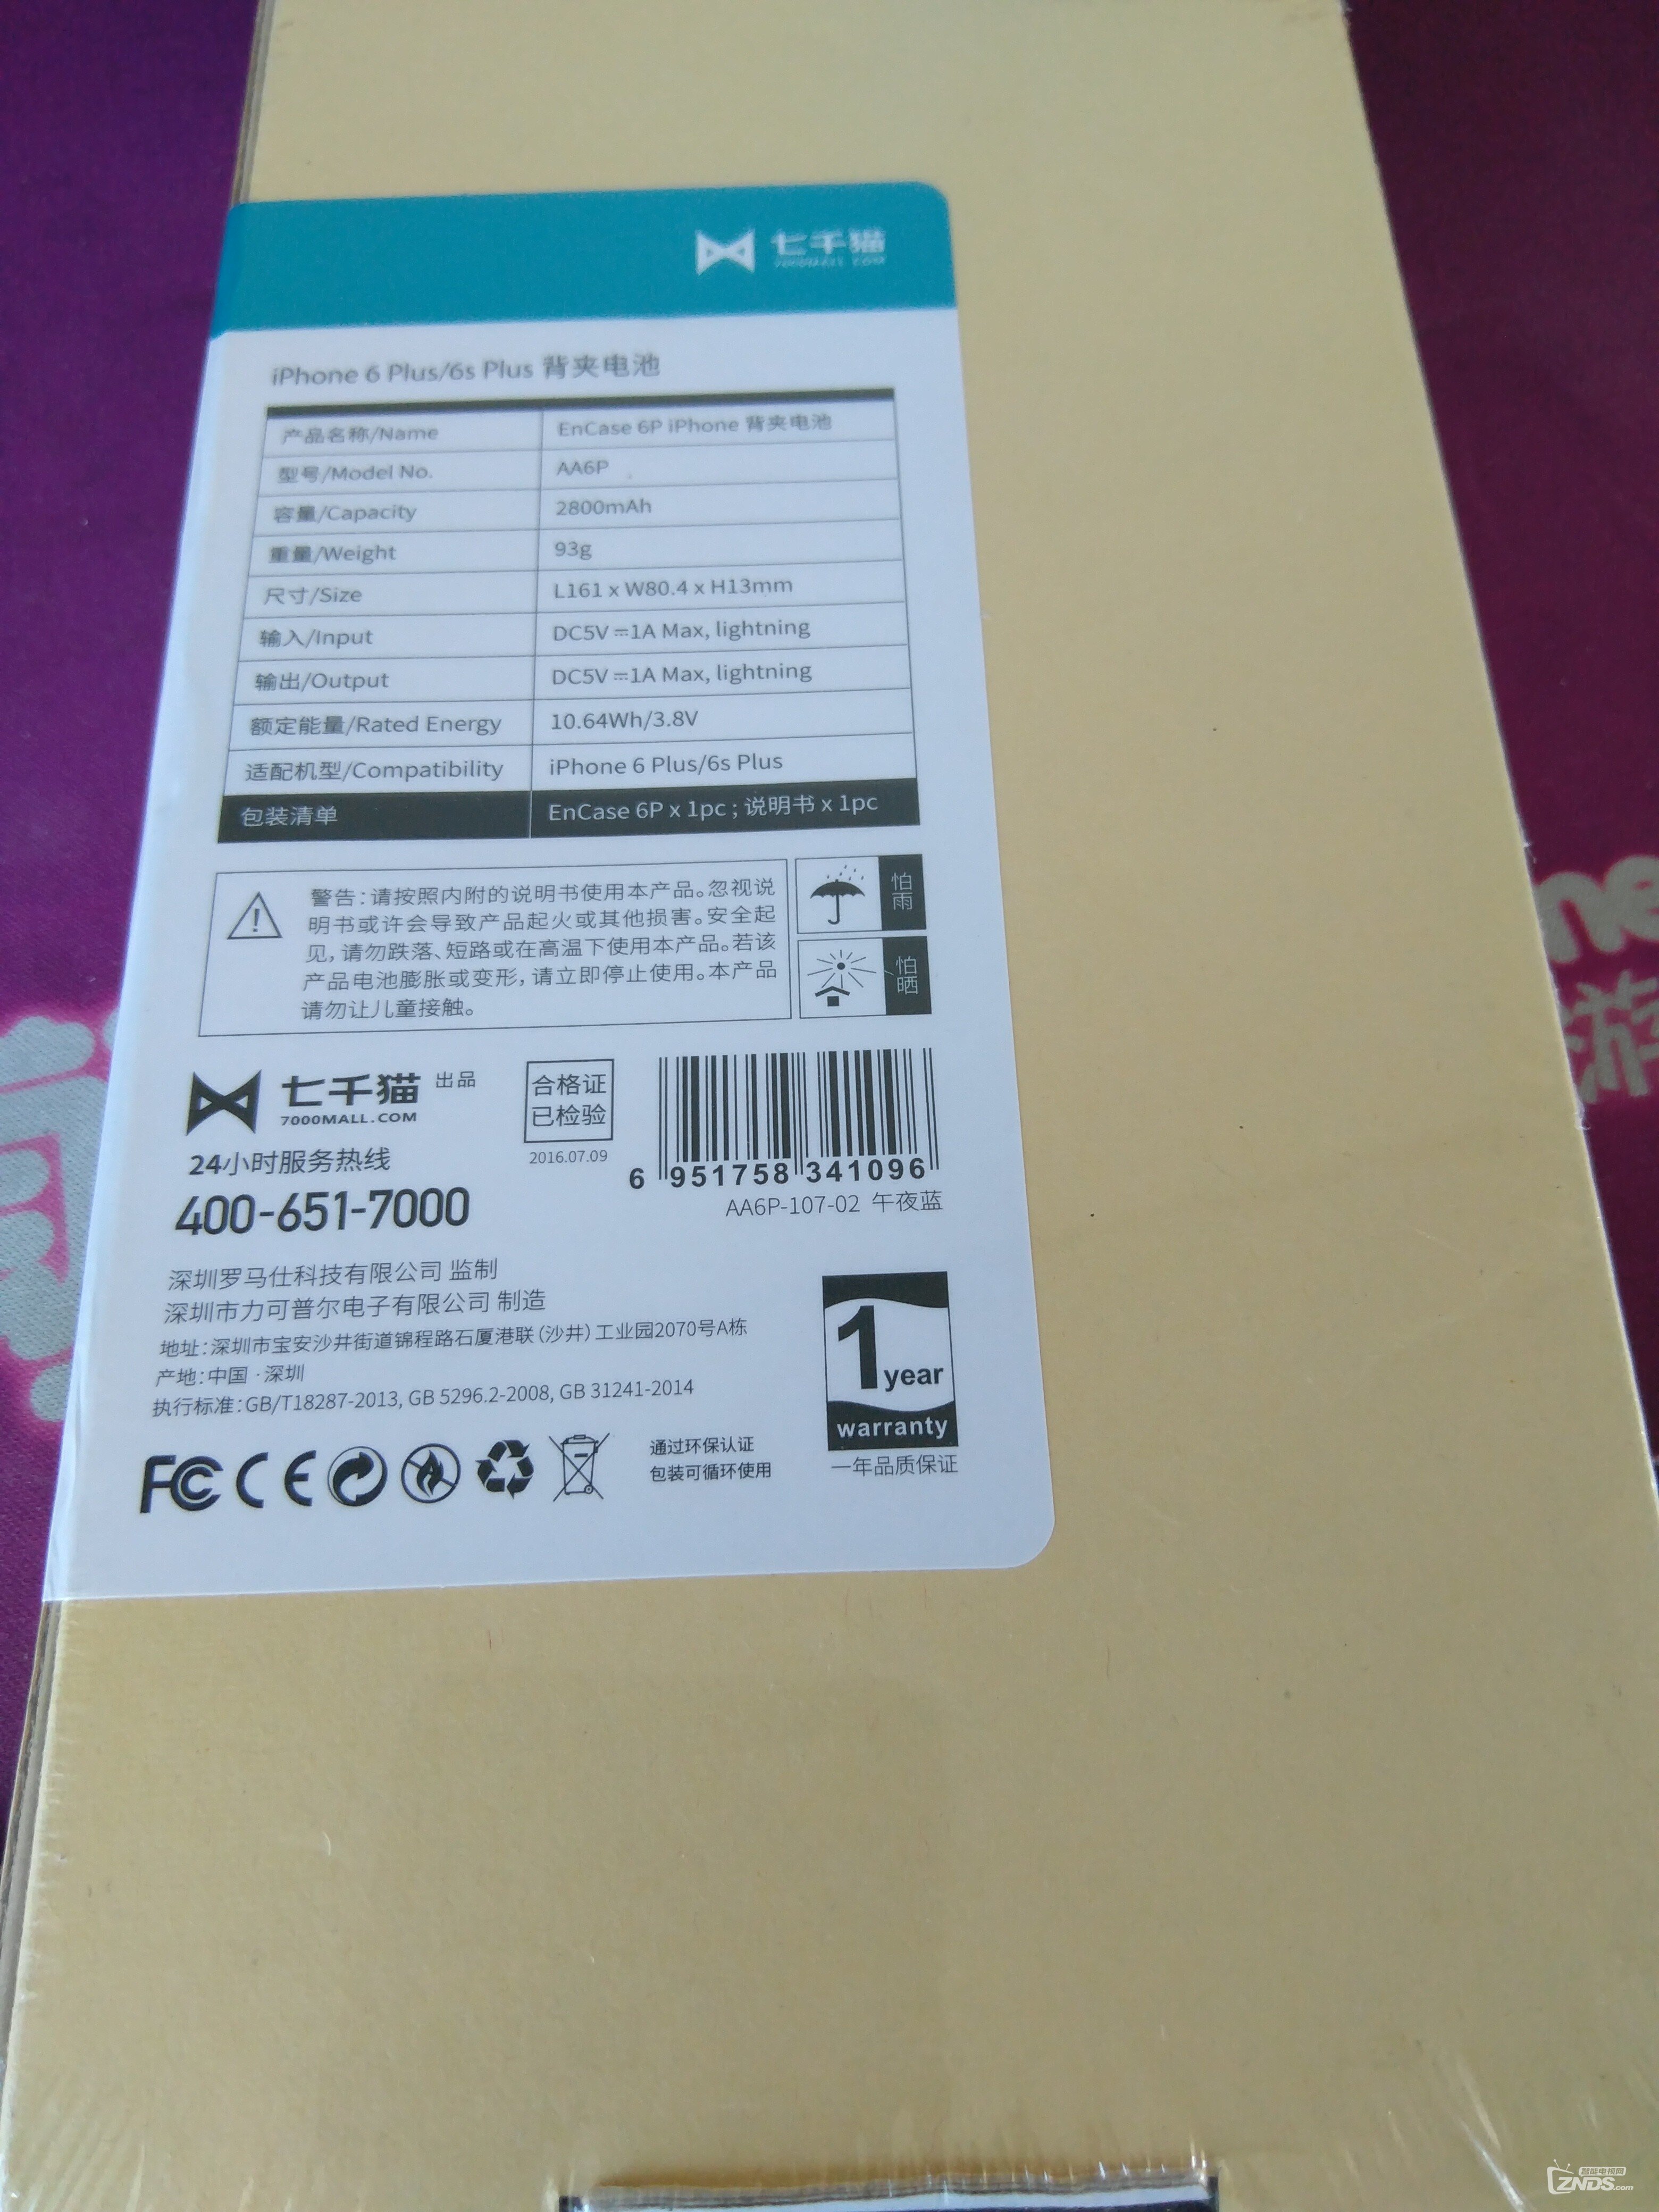 七千猫
7000MALL.COM
iPhone 6 Plus/6s Plus 背夹电池
产品名称/Name EnCase 6P iPhone 背夹电池
型号/Model No. AA6P
容量/Capacity 2800mAh
重量/Weight 93g
尺寸/Size L161 x W80.4 x H13mm
输入/Input DC5V⎓1A Max, lightning
输出/Output DC5V⎓1A Max, lightning
额定能量/Rated Energy 10.64Wh/3.8V
适配机型/Compatibility iPhone 6 Plus/6s Plus
包装清单 EnCase 6P x 1pc ; 说明书 x 1pc
警告:请按照内附的说明书使用本产品。忽视说
明书或许会导致产品起火或其他损害。安全起
见,请勿跌落、短路或在高温下使用本产品。若该
产品电池膨胀或变形,请立即停止使用。本产品
请勿让儿童接触。
怕雨
怕晒
七千猫 出品
7000MALL.COM
24小时服务热线
400-651-7000
合格证
已检验
2016.07.09
6 951758 341096
AA6P-107-02 午夜蓝
深圳罗马仕科技有限公司 监制
深圳市力可普尔电子有限公司 制造
地址:深圳市宝安沙井街道锦程路石厦港联(沙井)工业园2070号A栋
产地:中国·深圳
执行标准:GB/T18287-2013, GB 5296.2-2008, GB 31241-2014
1 year
warranty
一年品质保证
FC CE
通过环保认证
包装可循环使用
ne
游
智能电视网
ZNDS.com